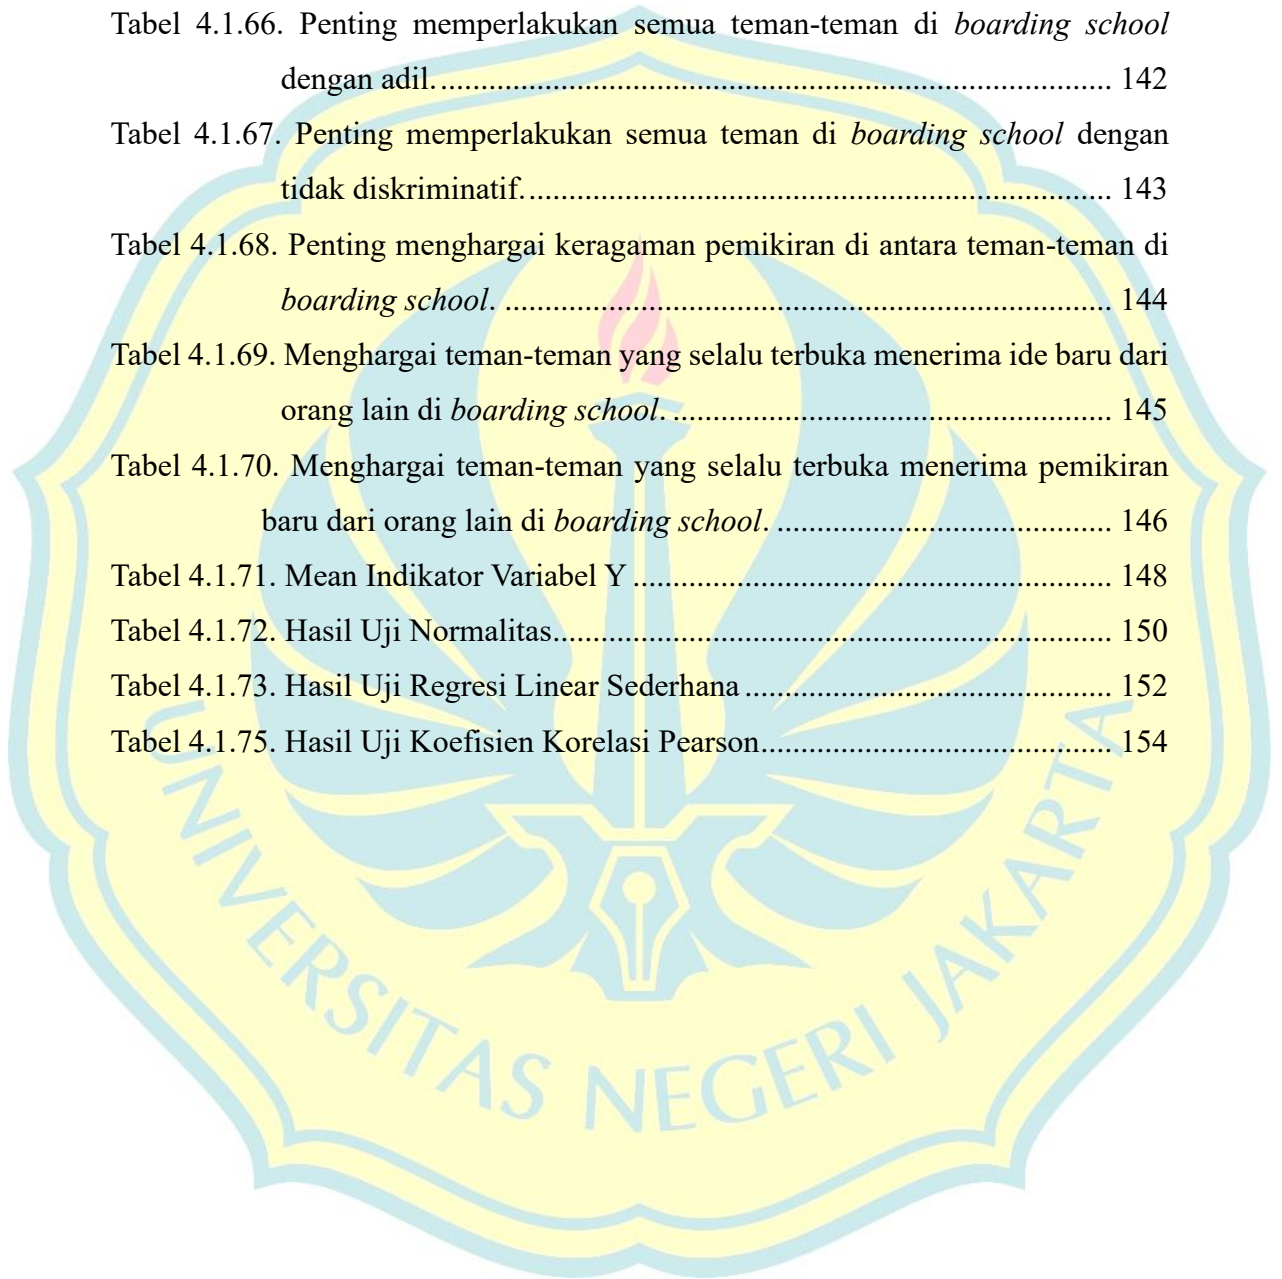 Tabel 4.1.66. Penting memperlakukan semua teman-teman di boarding school
dengan adil. .................................................................................... 142
Tabel 4.1.67. Penting memperlakukan semua teman di boarding school dengan
tidak diskriminatif. ......................................................................... 143
Tabel 4.1.68. Penting menghargai keragaman pemikiran di antara teman-teman di
boarding school. ............................................................................ 144
Tabel 4.1.69. Menghargai teman-teman yang selalu terbuka menerima ide baru dari
orang lain di boarding school. ....................................................... 145
Tabel 4.1.70. Menghargai teman-teman yang selalu terbuka menerima pemikiran
baru dari orang lain di boarding school. .......................................... 146
Tabel 4.1.71. Mean Indikator Variabel Y ............................................................ 148
Tabel 4.1.72. Hasil Uji Normalitas...................................................................... 150
Tabel 4.1.73. Hasil Uji Regresi Linear Sederhana .............................................. 152
Tabel 4.1.75. Hasil Uji Koefisien Korelasi Pearson............................................ 154
UNIVERSITAS NEGERI JAKARTA